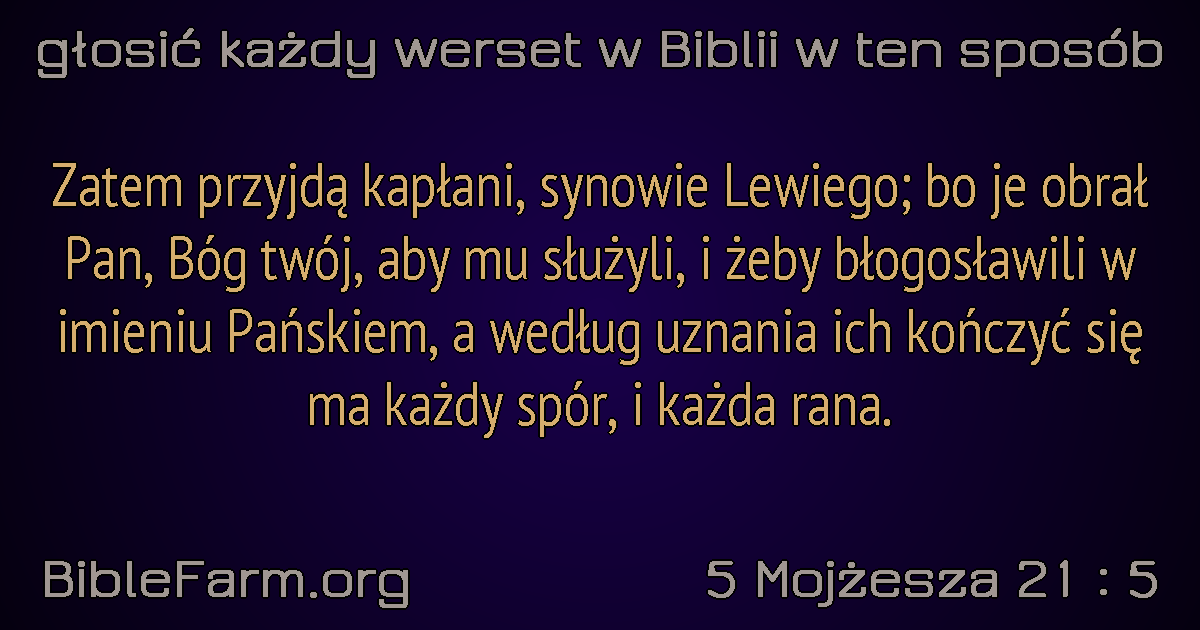 głosić każdy werset w Biblii w ten sposób
Zatem przyjdą kapłani, synowie Lewiego; bo je obrał
Pan, Bóg twój, aby mu służyli, i żeby błogosławili w
imieniu Pańskiem, a według uznania ich kończyć się
ma każdy spór, i każda rana.
BibleFarm.org
5 Mojżesza 21 : 5